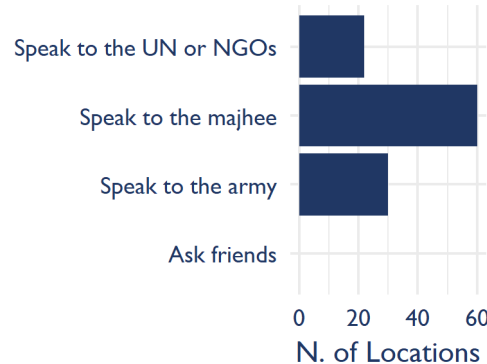 Speak to the UN or NGOs
Speak to the majhee
Speak to the army
Ask friends
0 20 40 60
N. of Locations